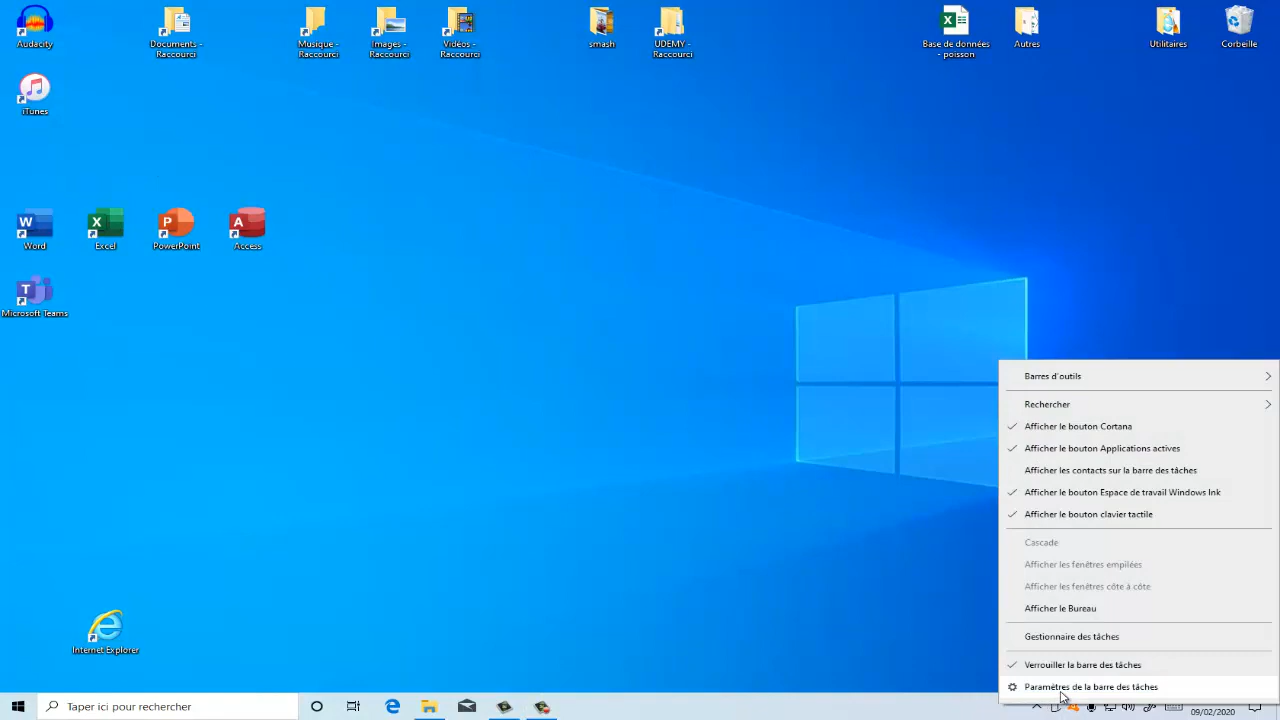 Audacity
Documents -
Raccourci
Musique -
Raccourci
Images -
Raccourci
Vidéos -
Raccourci
smash
UDEMY -
Raccourci
Base de données
- poisson
Autres
Utilitaires
Corbeille
iTunes
Word
Excel
PowerPoint
Access
Microsoft Teams
Internet Explorer
Barres d'outils
Rechercher
Afficher le bouton Cortana
Afficher le bouton Applications actives
Afficher les contacts sur la barre des tâches
Afficher le bouton Espace de travail Windows Ink
Afficher le bouton clavier tactile
Cascade
Afficher les fenêtres empilées
Afficher les fenêtres côte à côte
Afficher le Bureau
Gestionnaire des tâches
Verrouiller la barre des tâches
Paramètres de la barre des tâches
Taper ici pour rechercher
09/02/2020